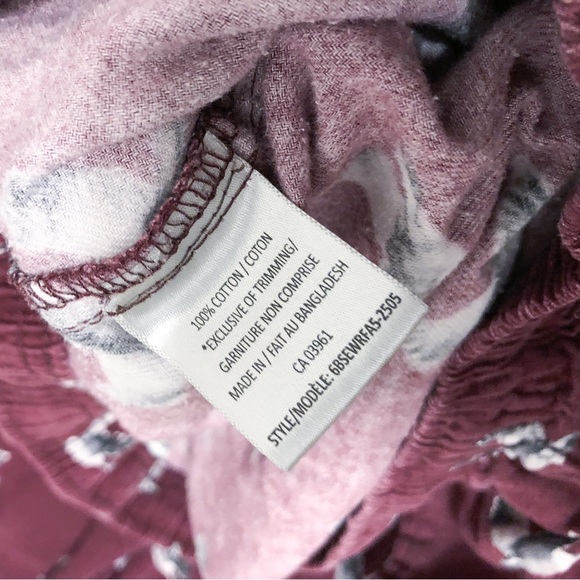 100% COTTON / COTON
*EXCLUSIVE OF TRIMMING/
GARNITURE NON COMPRISE
MADE IN / FAIT AU BANGLADESH
CA 03961
STYLE/MODÈLE: 68SEWRFAS-2505